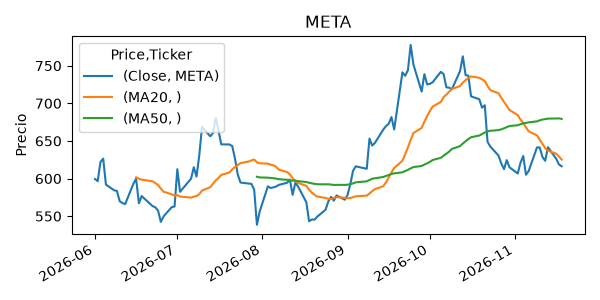 META
Price,Ticker
(Close, META)
(MA20, )
(MA50, )
Precio
750
700
650
600
550
2026-06
2026-07
2026-08
2026-09
2026-10
2026-11